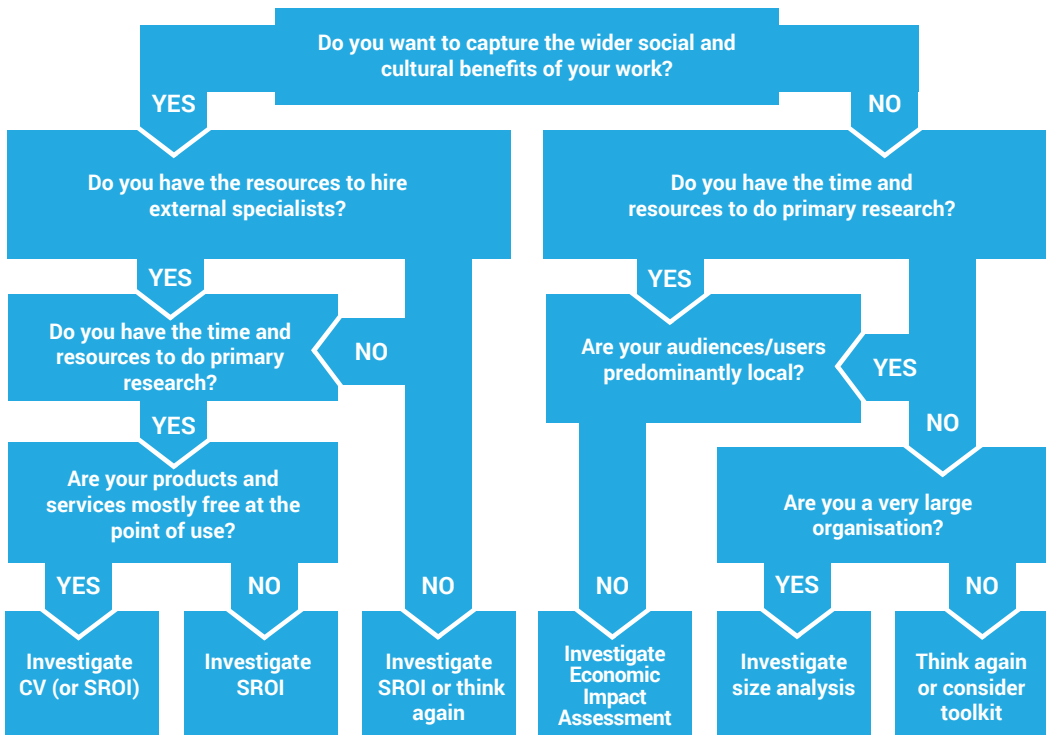 Do you want to capture the wider social and
cultural benefits of your work?
YES
NO
Do you have the resources to hire
external specialists?
Do you have the time and
resources to do primary research?
YES
YES
Do you have the time and
resources to do primary
research?
NO
Are your audiences/users
predominantly local?
YES
YES
NO
Are your products and
services mostly free at the
point of use?
Are you a very large
organisation?
YES
NO
NO
NO
YES
NO
Investigate
CV (or SROI)
Investigate
SROI
Investigate
SROI or think
again
Investigate
Economic
Impact
Assessment
Investigate
size analysis
Think again
or consider
toolkit